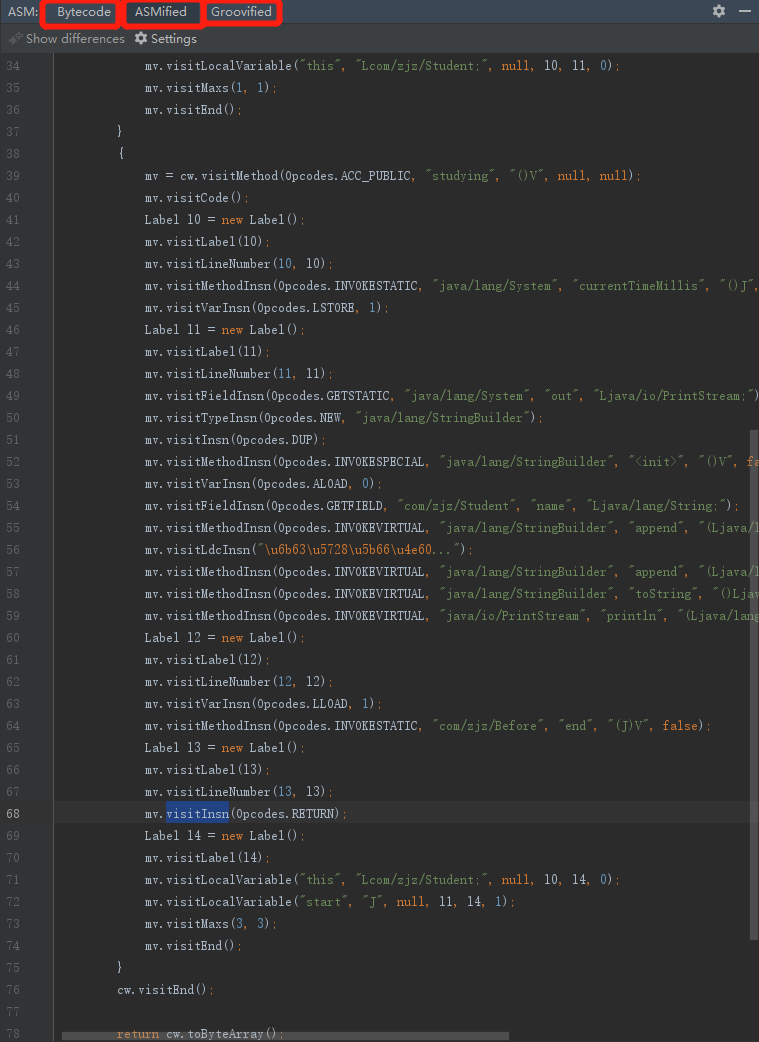 ASM: Bytecode ASMified Groovified
Show differences Settings
34 mv.visitLocalVariable("this", "Lcom/zjz/Student;", null, l0, l1, 0);
35 mv.visitMaxs(1, 1);
36 mv.visitEnd();
37 }
38 {
39 mv = cw.visitMethod(Opcodes.ACC_PUBLIC, "studying", "()V", null, null);
40 mv.visitCode();
41 Label l0 = new Label();
42 mv.visitLabel(l0);
43 mv.visitLineNumber(10, l0);
44 mv.visitMethodInsn(Opcodes.INVOKESTATIC, "java/lang/System", "currentTimeMillis", "()J",
45 mv.visitVarInsn(Opcodes.LSTORE, 1);
46 Label l1 = new Label();
47 mv.visitLabel(l1);
48 mv.visitLineNumber(11, l1);
49 mv.visitFieldInsn(Opcodes.GETSTATIC, "java/lang/System", "out", "Ljava/io/PrintStream;")
50 mv.visitTypeInsn(Opcodes.NEW, "java/lang/StringBuilder");
51 mv.visitInsn(Opcodes.DUP);
52 mv.visitMethodInsn(Opcodes.INVOKESPECIAL, "java/lang/StringBuilder", "<init>", "()V", fa
53 mv.visitVarInsn(Opcodes.ALOAD, 0);
54 mv.visitFieldInsn(Opcodes.GETFIELD, "com/zjz/Student", "name", "Ljava/lang/String;");
55 mv.visitMethodInsn(Opcodes.INVOKEVIRTUAL, "java/lang/StringBuilder", "append", "(Ljava/l
56 mv.visitLdcInsn("\u6b63\u5728\u5b66\u4e60...");
57 mv.visitMethodInsn(Opcodes.INVOKEVIRTUAL, "java/lang/StringBuilder", "append", "(Ljava/l
58 mv.visitMethodInsn(Opcodes.INVOKEVIRTUAL, "java/lang/StringBuilder", "toString", "()Ljav
59 mv.visitMethodInsn(Opcodes.INVOKEVIRTUAL, "java/io/PrintStream", "println", "(Ljava/lang
60 Label l2 = new Label();
61 mv.visitLabel(l2);
62 mv.visitLineNumber(12, l2);
63 mv.visitVarInsn(Opcodes.LLOAD, 1);
64 mv.visitMethodInsn(Opcodes.INVOKESTATIC, "com/zjz/Before", "end", "(J)V", false);
65 Label l3 = new Label();
66 mv.visitLabel(l3);
67 mv.visitLineNumber(13, l3);
68 mv.visitInsn(Opcodes.RETURN);
69 Label l4 = new Label();
70 mv.visitLabel(l4);
71 mv.visitLocalVariable("this", "Lcom/zjz/Student;", null, l0, l4, 0);
72 mv.visitLocalVariable("start", "J", null, l1, l4, 1);
73 mv.visitMaxs(3, 3);
74 mv.visitEnd();
75 }
76 cw.visitEnd();
77
78 return cw.toByteArray();